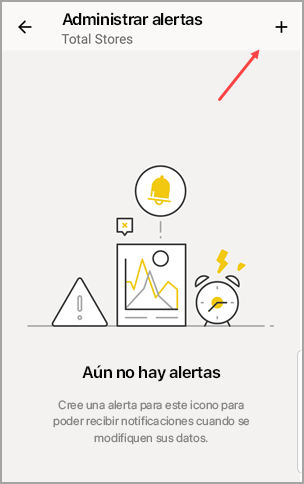 Administrar alertas
Total Stores
Aún no hay alertas
Cree una alerta para este icono para
poder recibir notificaciones cuando se
modifiquen sus datos.